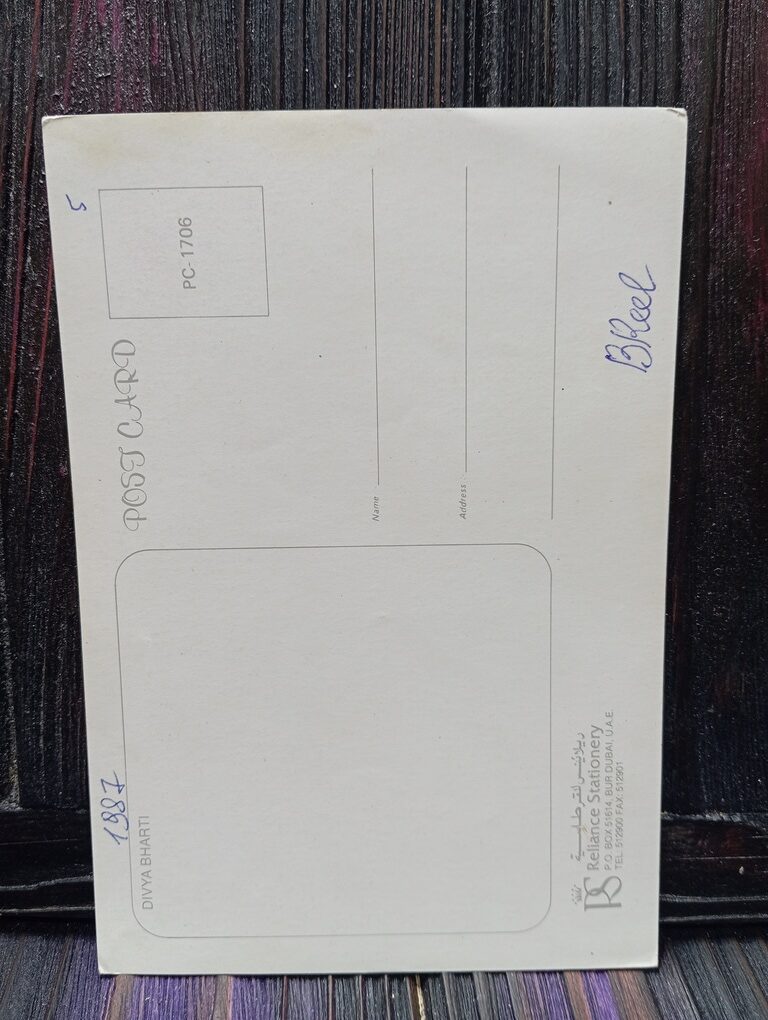 1987
DIVYA BHARTI
POST CARD
5
PC-1706
Name
Address
BKeel
RS Reliance Stationery
P.O. BOX 51614, BUR DUBAI, U.A.E.
TEL: 512900 FAX: 512901